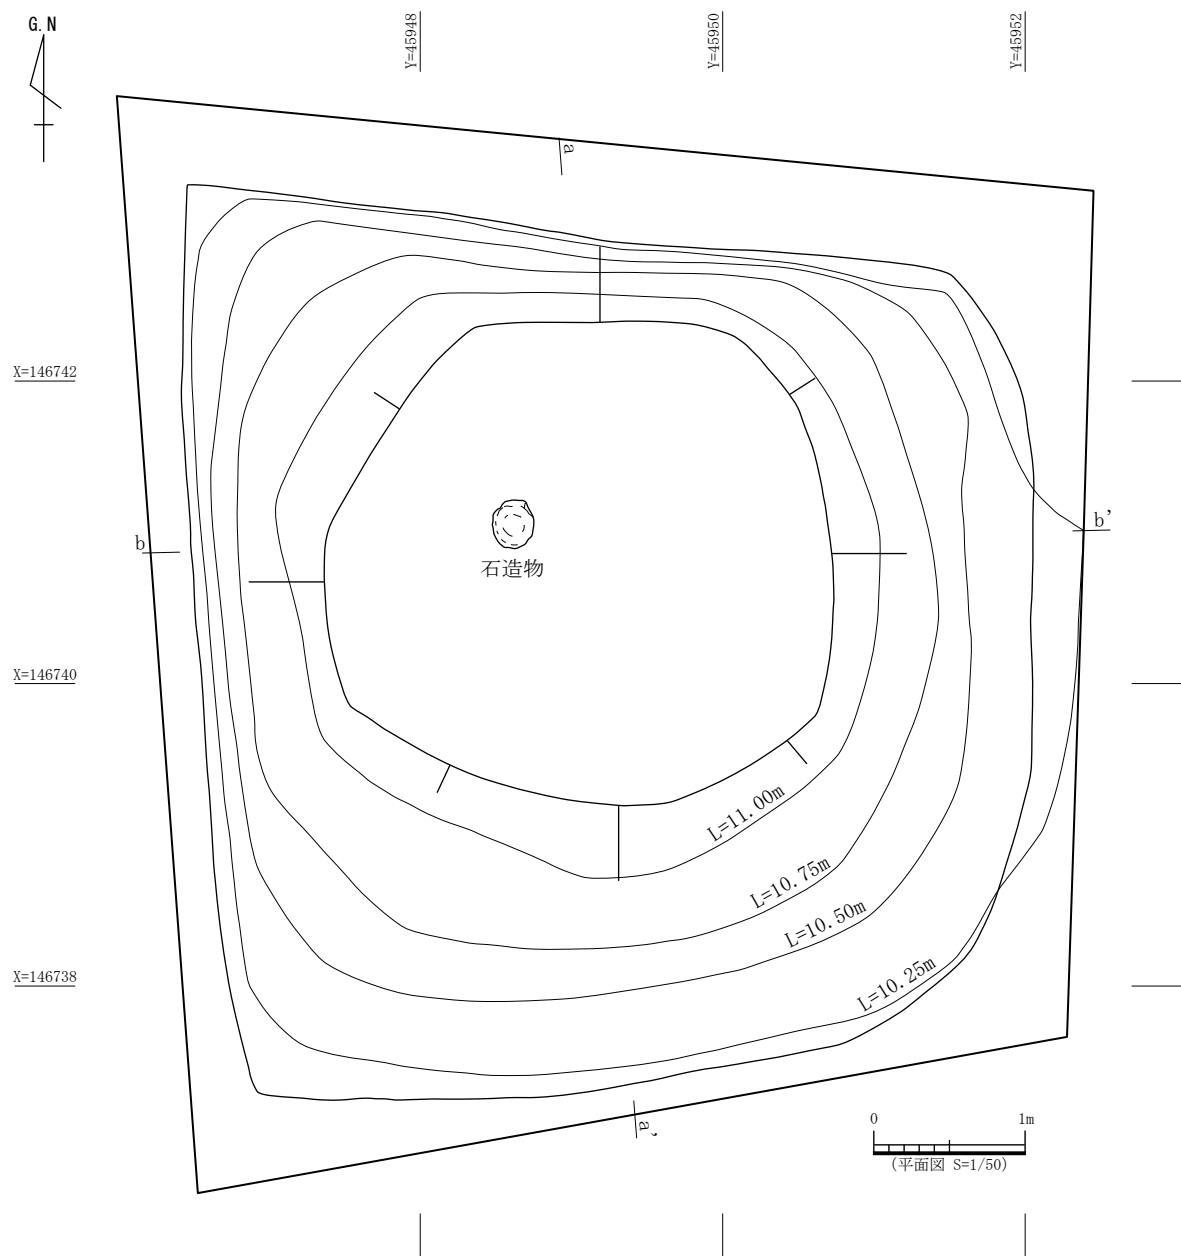 G.N
Y=45948
Y=45950
Y=45952
a
X=146742
b
b'
石造物
X=146740
L=11.00m
L=10.75m
L=10.50m
L=10.25m
X=146738
a'
0 1m
(平面図 S=1/50)